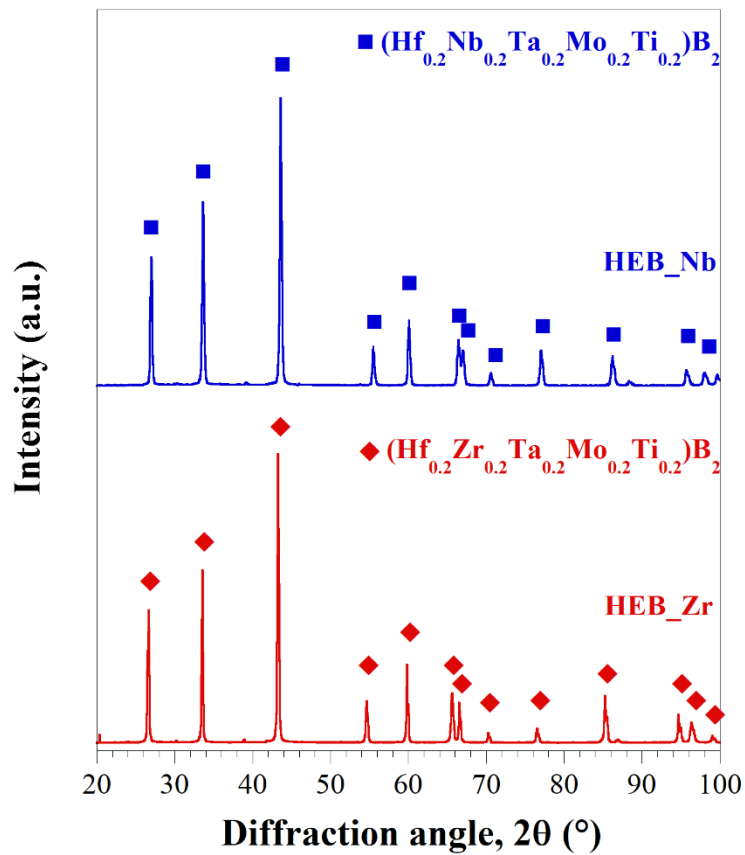 (Hf0.2Nb0.2Ta0.2Mo0.2Ti0.2)B2
HEB_Nb
(Hf0.2Zr0.2Ta0.2Mo0.2Ti0.2)B2
HEB_Zr
Intensity (a.u.)
20 30 40 50 60 70 80 90 100
Diffraction angle, 2θ (°)